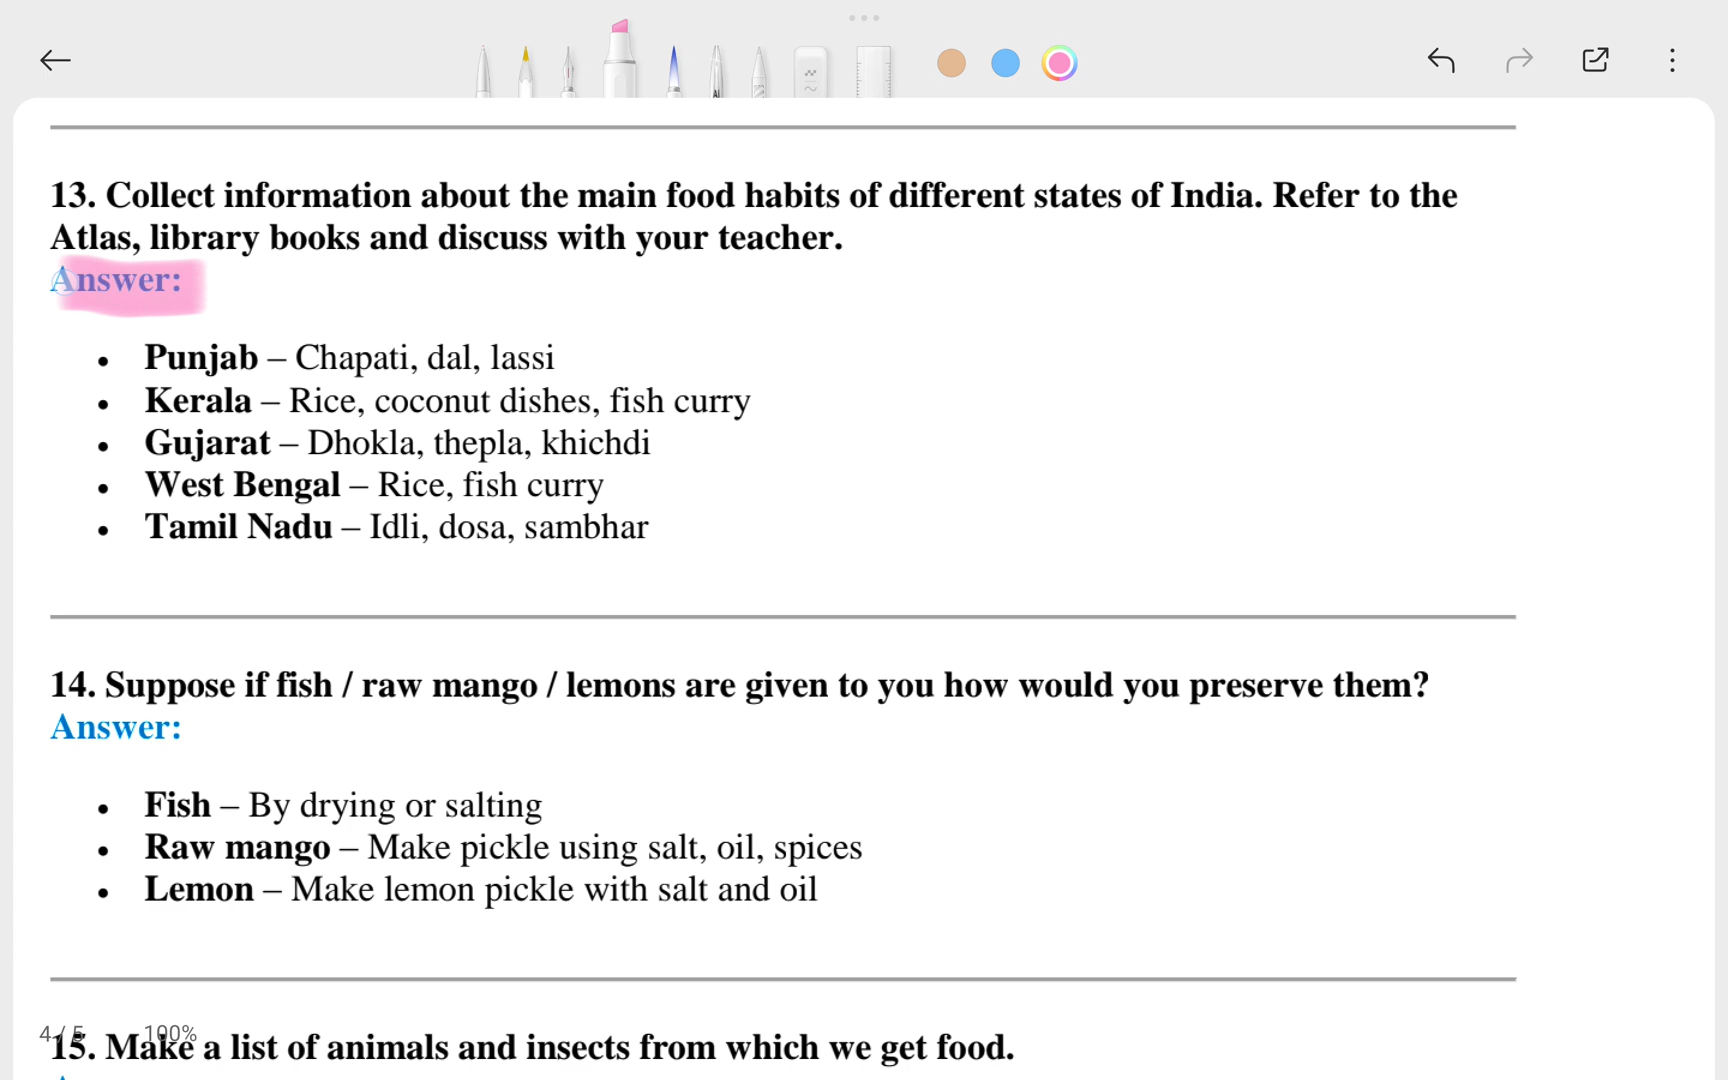 13. Collect information about the main food habits of different states of India. Refer to the
Atlas, library books and discuss with your teacher.
Answer:
• Punjab – Chapati, dal, lassi
• Kerala – Rice, coconut dishes, fish curry
• Gujarat – Dhokla, thepla, khichdi
• West Bengal – Rice, fish curry
• Tamil Nadu – Idli, dosa, sambhar
14. Suppose if fish / raw mango / lemons are given to you how would you preserve them?
Answer:
• Fish – By drying or salting
• Raw mango – Make pickle using salt, oil, spices
• Lemon – Make lemon pickle with salt and oil
4 / 5 100%
15. Make a list of animals and insects from which we get food.